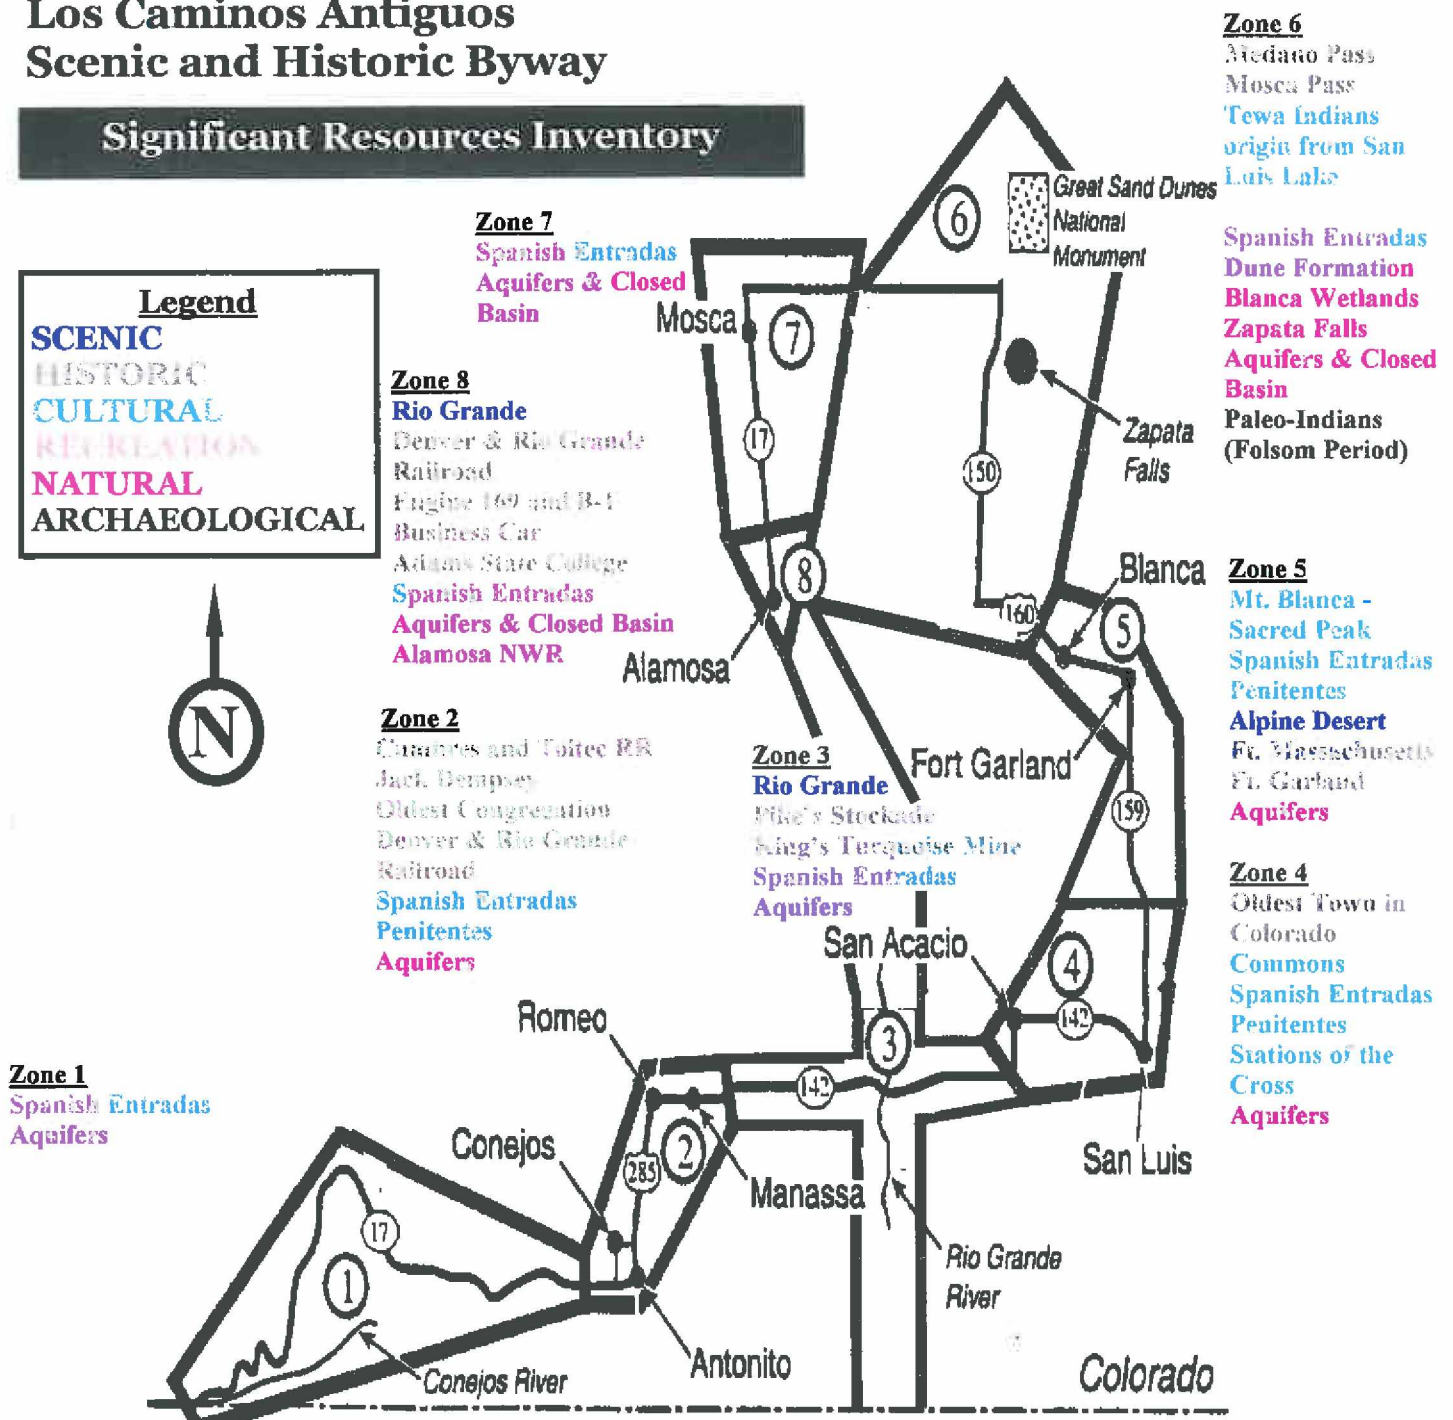 Los Caminos Antiguos
Scenic and Historic Byway
Significant Resources Inventory
Legend
SCENIC
HISTORIC
CULTURAL
RECREATION
NATURAL
ARCHAEOLOGICAL
N
Zone 7
Spanish Entradas
Aquifers & Closed
Basin
Zone 8
Rio Grande
Denver & Rio Grande
Railroad
Engine 169 and B-1
Business Car
Adams State College
Spanish Entradas
Aquifers & Closed Basin
Alamosa NWR
Zone 2
Cumbres and Toltec RR
Jack Dempsey
Oldest Congregation
Denver & Rio Grande
Railroad
Spanish Entradas
Penitentes
Aquifers
Zone 1
Spanish Entradas
Aquifers
Zone 3
Rio Grande
Pike's Stockade
King's Turquoise Mine
Spanish Entradas
Aquifers
Zone 6
Medano Pass
Mosca Pass
Tewa Indians
origin from San
Luis Lake
Spanish Entradas
Dune Formation
Blanca Wetlands
Zapata Falls
Aquifers & Closed
Basin
Paleo-Indians
(Folsom Period)
Zone 5
Mt. Blanca -
Sacred Peak
Spanish Entradas
Penitentes
Alpine Desert
Ft. Massachusetts
Ft. Garland
Aquifers
Zone 4
Oldest Town in
Colorado
Commons
Spanish Entradas
Penitentes
Stations of the
Cross
Aquifers
6
Great Sand Dunes
National
Monument
Mosca
7
17
150
Zapata
Falls
8
160
Blanca
5
Alamosa
Fort Garland
159
San Acacio
4
142
3
Romeo
142
Conejos
285
2
Manassa
San Luis
17
1
Rio Grande
River
Antonito
Conejos River
Colorado